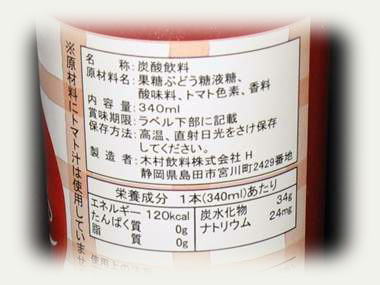 名　　　称：炭酸飲料
原材料名：果糖ぶどう糖液糖、
酸味料、トマト色素、香料
内　容　量：340ml
賞味期限：ラベル下部に記載
保存方法：高温、直射日光をさけ保存
してください。
製　造　者：木村飲料株式会社 H
静岡県島田市宮川町2429番地
栄養成分　1本(340ml)あたり
エネルギー 120kcal
たんぱく質 0g
脂　　　質 0g
炭水化物 34g
ナトリウム 24mg
※原材料にトマト汁は使用していませ